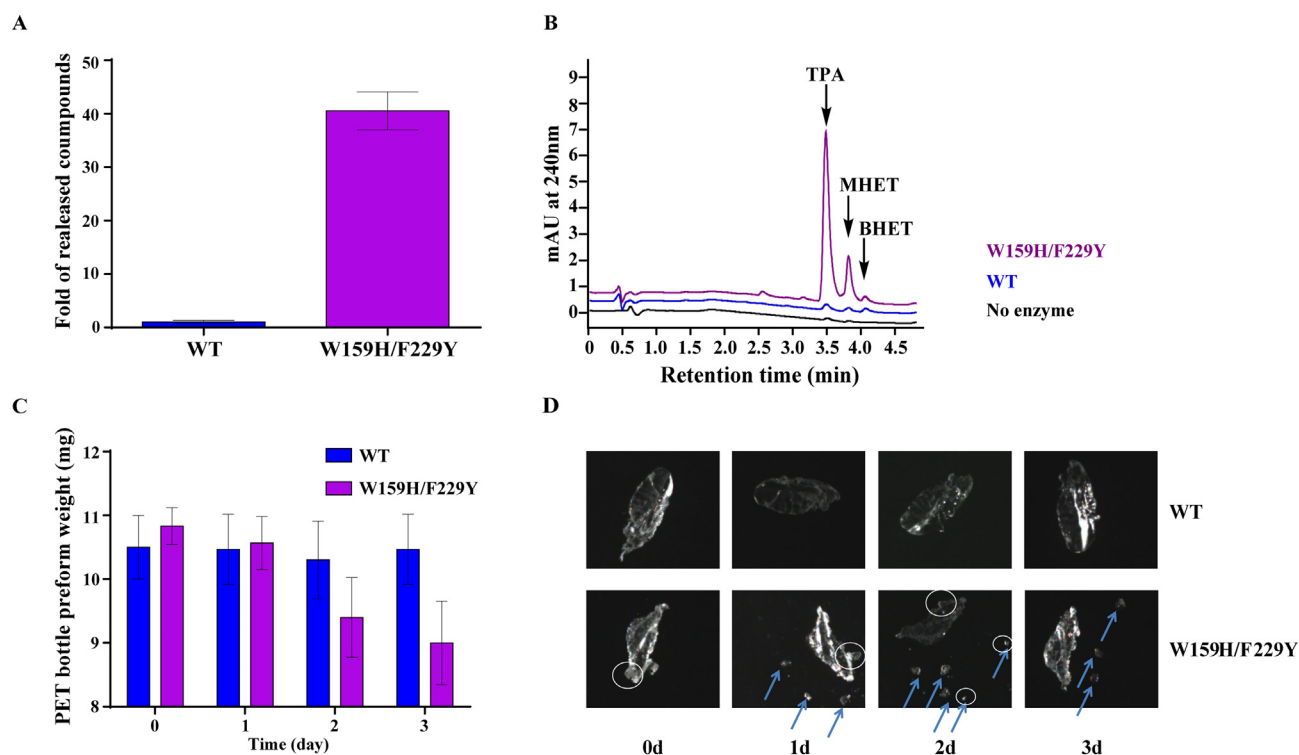 A
Fold of realeased coumpounds
50
40
30
20
10
0
WT
W159H/F229Y
B
mAU at 240nm
9
7
6
5
4
3
2
1
0
TPA
MHET
BHET
W159H/F229Y
WT
No enzyme
0 0.5 1.0 1.5 2.0 2.5 3.0 3.5 4.0 4.5
Retention time (min)
C
PET bottle preform weight (mg)
12
11
10
9
8
WT
W159H/F229Y
0 1 2 3
Time (day)
D
WT
W159H/F229Y
0d 1d 2d 3d